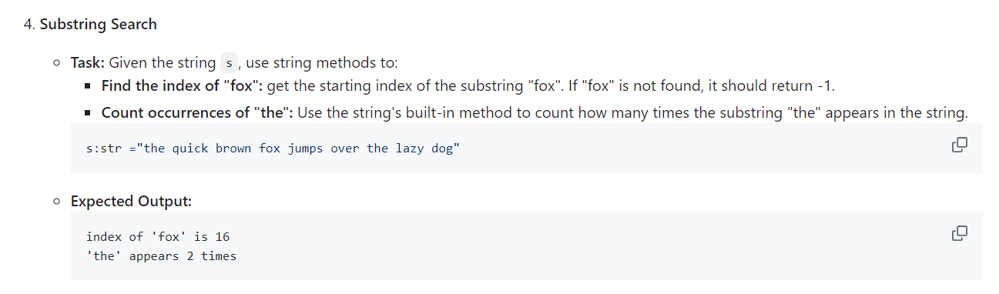 4. Substring Search
Task: Given the string s, use string methods to:
Find the index of "fox": get the starting index of the substring "fox". If "fox" is not found, it should return -1.
Count occurrences of "the": Use the string's built-in method to count how many times the substring "the" appears in the string.
s:str ="the quick brown fox jumps over the lazy dog"
Expected Output:
index of 'fox' is 16
'the' appears 2 times